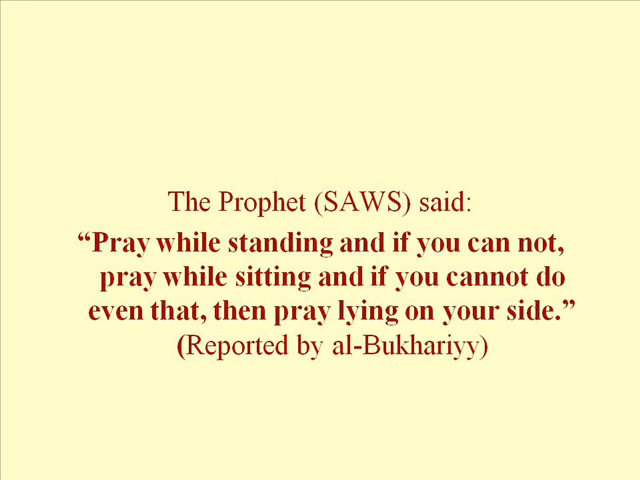 The Prophet (SAWS) said:
“Pray while standing and if you can not,
pray while sitting and if you cannot do
even that, then pray lying on your side.”
(Reported by al-Bukhariyy)